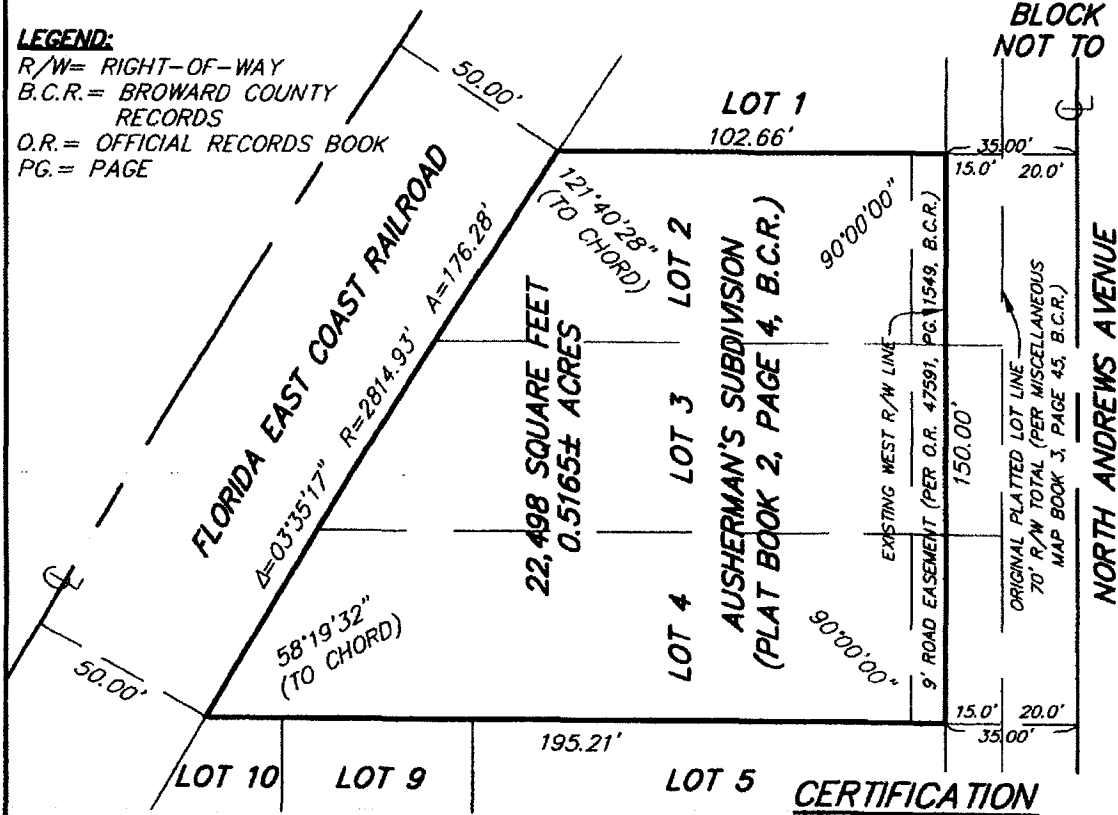 LEGEND:
R/W= RIGHT-OF-WAY
B.C.R.= BROWARD COUNTY
RECORDS
O.R.= OFFICIAL RECORDS BOOK
PG.= PAGE
BLOCK
NOT TO
50.00'
LOT 1
102.66'
35.00'
15.0' 20.0'
FLORIDA EAST COAST RAILROAD
Δ=03°35'17" R=2814.93' A=176.28'
121°40'28"
(TO CHORD)
90°00'00"
22,498 SQUARE FEET
0.5165± ACRES
LOT 2
LOT 3
LOT 4
AUSHERMAN'S SUBDIVISION
(PLAT BOOK 2, PAGE 4, B.C.R.)
EXISTING WEST R/W LINE
9' ROAD EASEMENT (PER O.R. 47591, PG. 1549, B.C.R.)
150.00'
ORIGINAL PLATTED LOT LINE
70' R/W TOTAL (PER MISCELLANEOUS
MAP BOOK 3, PAGE 45, B.C.R.)
NORTH ANDREWS AVENUE
58°19'32"
(TO CHORD)
90°00'00"
50.00'
15.0' 20.0'
35.00'
195.21'
LOT 10
LOT 9
LOT 5
CERTIFICATION